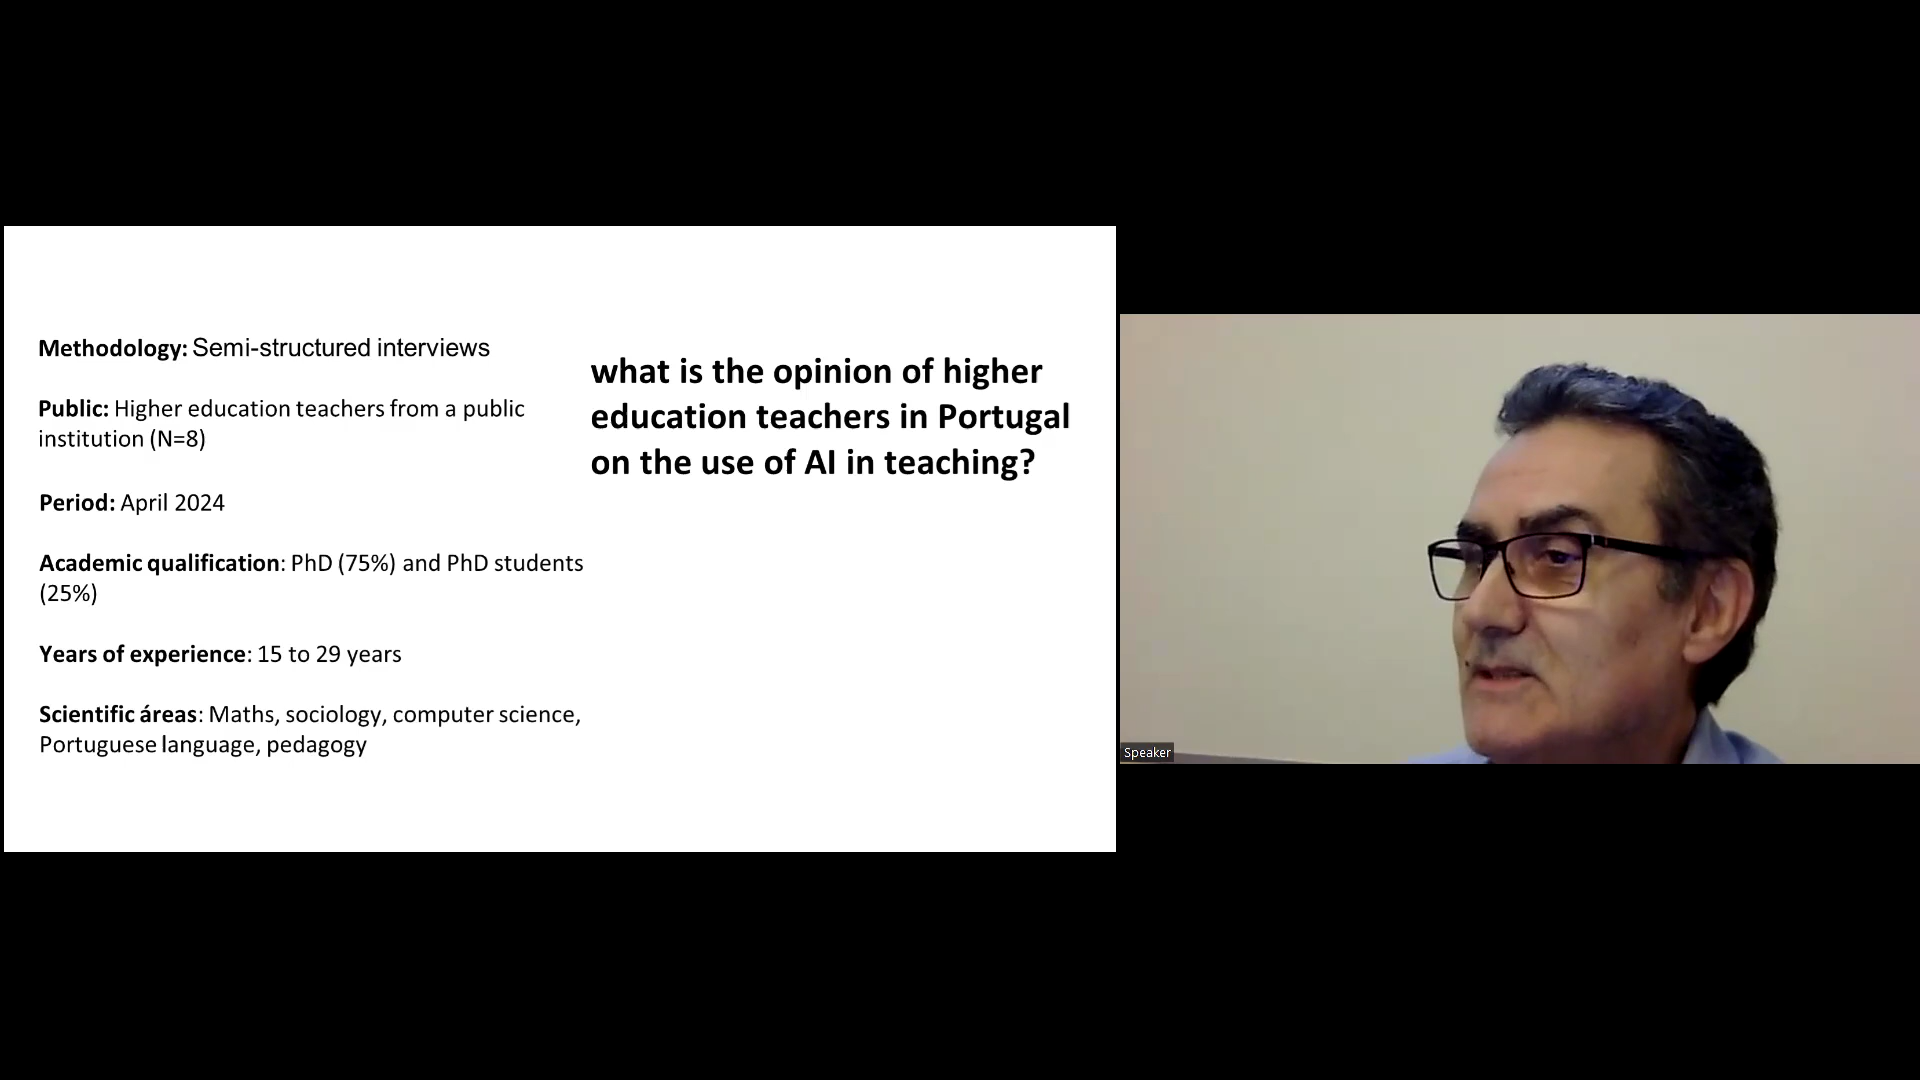 Methodology: Semi-structured interviews
Public: Higher education teachers from a public
institution (N=8)
Period: April 2024
Academic qualification: PhD (75%) and PhD students
(25%)
Years of experience: 15 to 29 years
Scientific áreas: Maths, sociology, computer science,
Portuguese language, pedagogy
what is the opinion of higher
education teachers in Portugal
on the use of AI in teaching?
Speaker